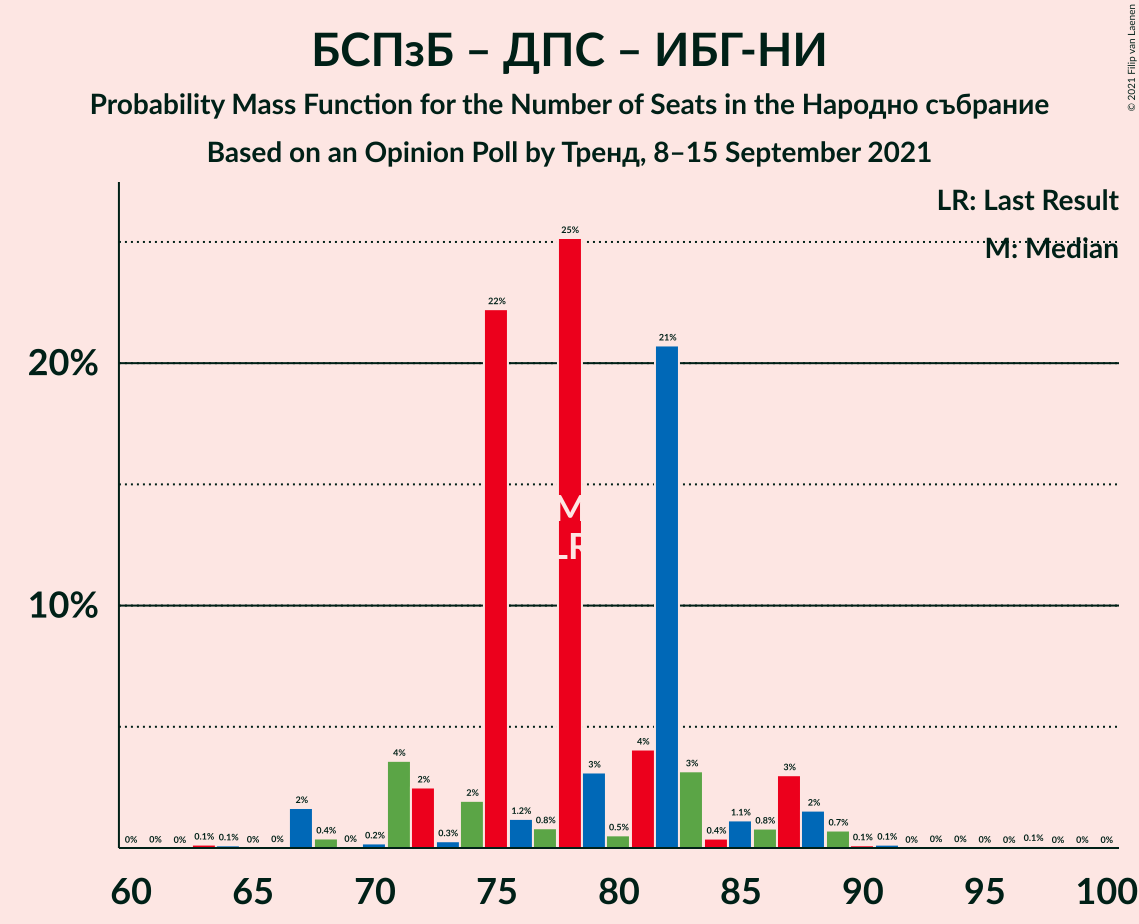 БСПзБ – ДПС – ИБГ-НИ
Probability Mass Function for the Number of Seats in the Народно събрание
Based on an Opinion Poll by Тренд, 8–15 September 2021
© 2021 Filip van Laenen
LR: Last Result
M: Median
20%
10%
0% 0% 0% 0.1% 0.1% 0% 0% 2% 0.4% 0% 0.2% 4% 2% 0.3% 2% 22% 1.2% 0.8% 25% 3% 0.5% 4% 21% 3% 0.4% 1.1% 0.8% 3% 2% 0.7% 0.1% 0.1% 0% 0% 0% 0% 0% 0.1% 0% 0% 0%
M
LR
60 65 70 75 80 85 90 95 100